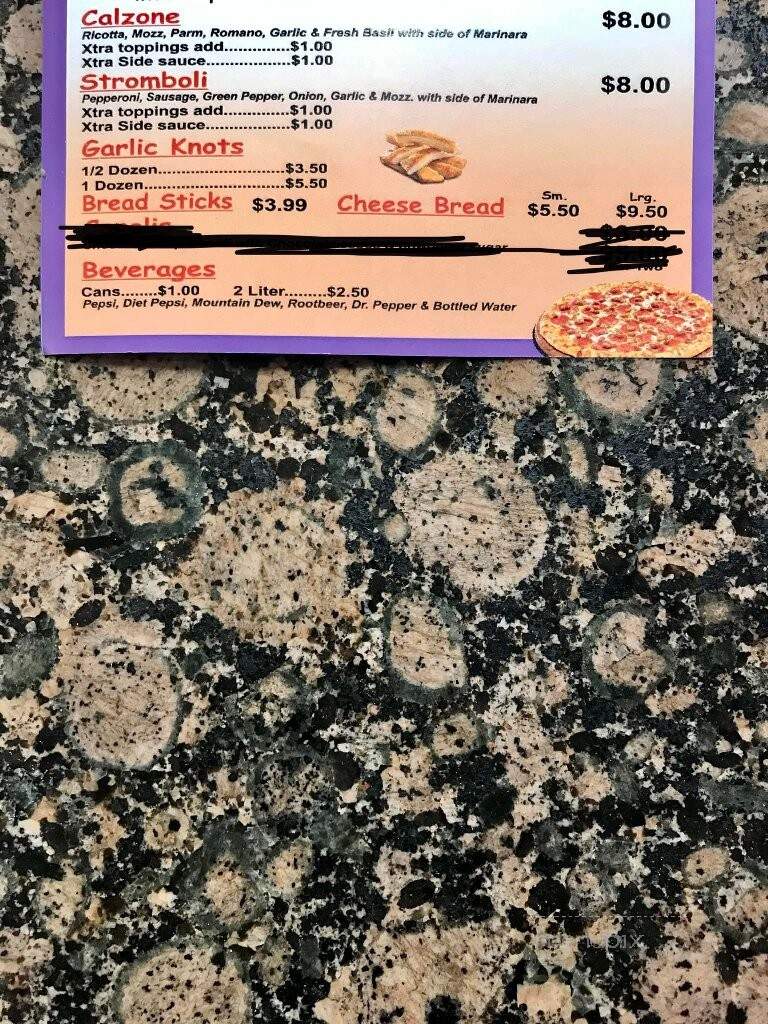 Calzone $8.00
Ricotta, Mozz, Parm, Romano, Garlic & Fresh Basil with side of Marinara
Xtra toppings add..............$1.00
Xtra Side sauce..................$1.00
Stromboli $8.00
Pepperoni, Sausage, Green Pepper, Onion, Garlic & Mozz. with side of Marinara
Xtra toppings add..............$1.00
Xtra Side sauce..................$1.00
Garlic Knots
1/2 Dozen...........................$3.50
1 Dozen..............................$5.50
Sm. Lrg.
Bread Sticks $3.99 Cheese Bread $5.50 $9.50
Beverages
Cans........$1.00 2 Liter.........$2.50
Pepsi, Diet Pepsi, Mountain Dew, Rootbeer, Dr. Pepper & Bottled Water